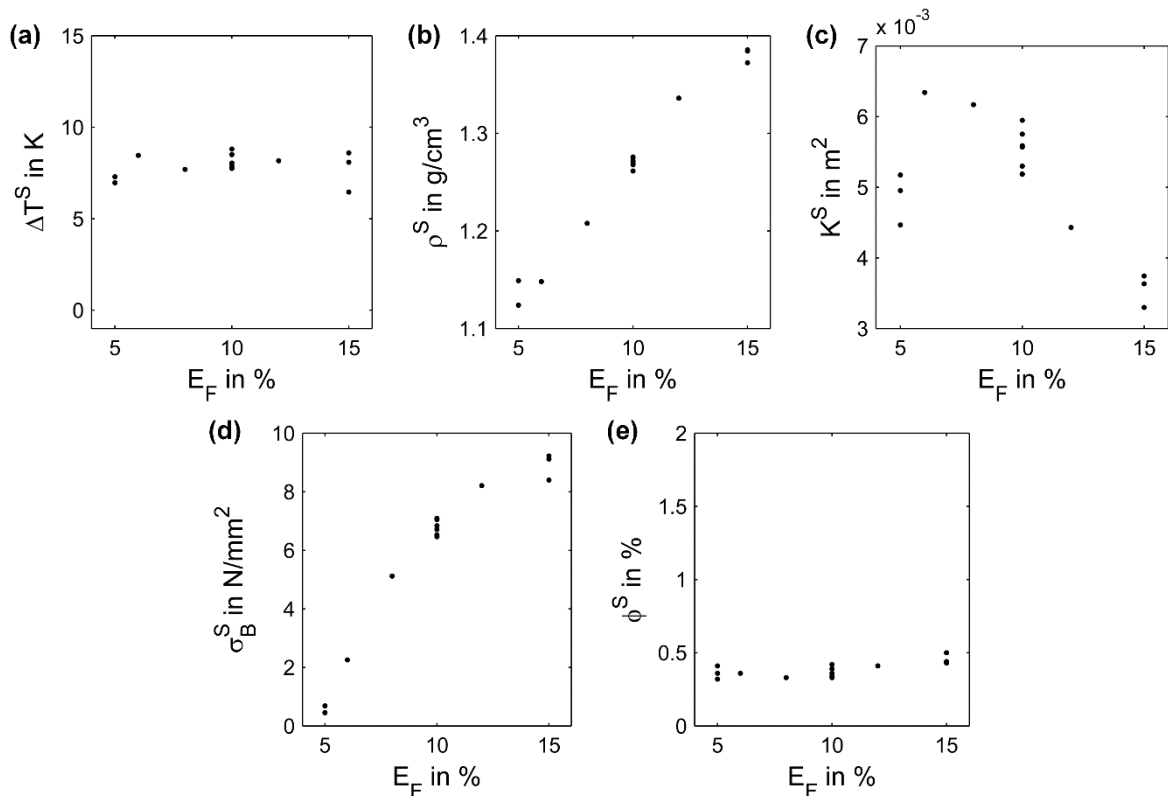 (a)
15
10
5
0
ΔT^S in K
5 10 15
E_F in %
(b)
1.4
1.3
1.2
1.1
ρ^S in g/cm^3
5 10 15
E_F in %
(c)
x 10^-3
7
6
5
4
3
K^S in m^2
5 10 15
E_F in %
(d)
10
8
6
4
2
0
σ_B^S in N/mm^2
5 10 15
E_F in %
(e)
2
1.5
1
0.5
0
ϕ^S in %
5 10 15
E_F in %